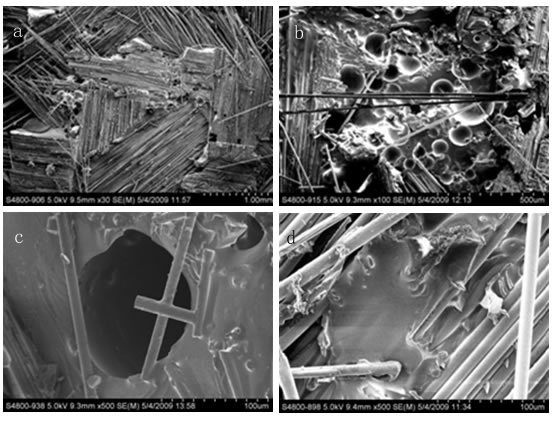 a
b
S4800-906 5.0kV 9.5mm x30 SE(M) 5/4/2009 11:57 1.00mm
S4800-915 5.0kV 9.3mm x100 SE(M) 5/4/2009 12:13 500um
c
d
S4800-938 5.0kV 9.3mm x500 SE(M) 5/4/2009 13:58 100um
S4800-898 5.0kV 9.4mm x500 SE(M) 5/4/2009 11:34 100um